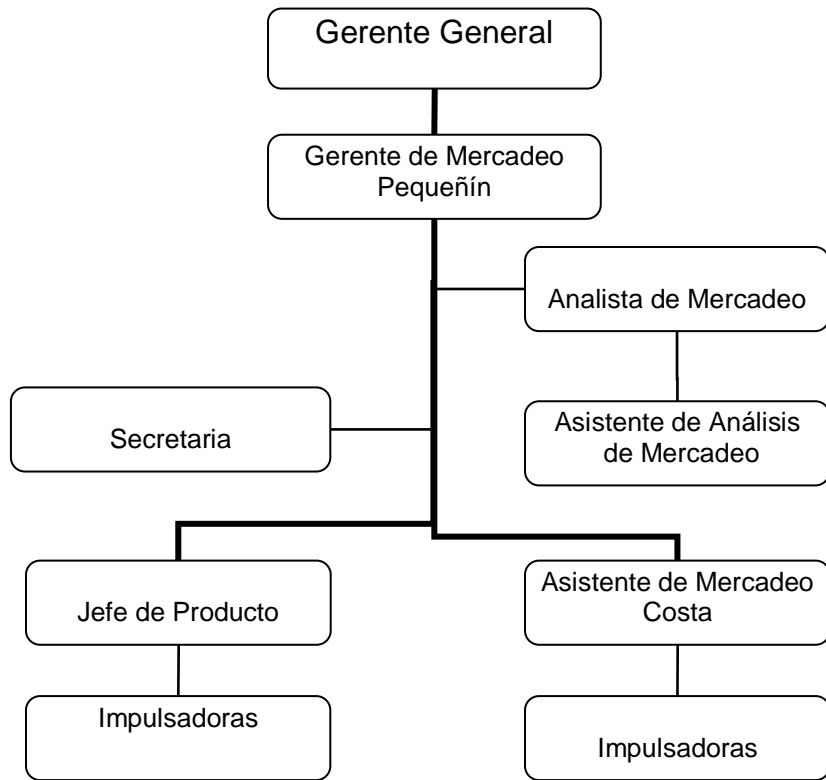 Gerente General
Gerente de Mercadeo
Pequeñín
Analista de Mercadeo
Secretaria
Asistente de Análisis
de Mercadeo
Jefe de Producto
Asistente de Mercadeo
Costa
Impulsadoras
Impulsadoras